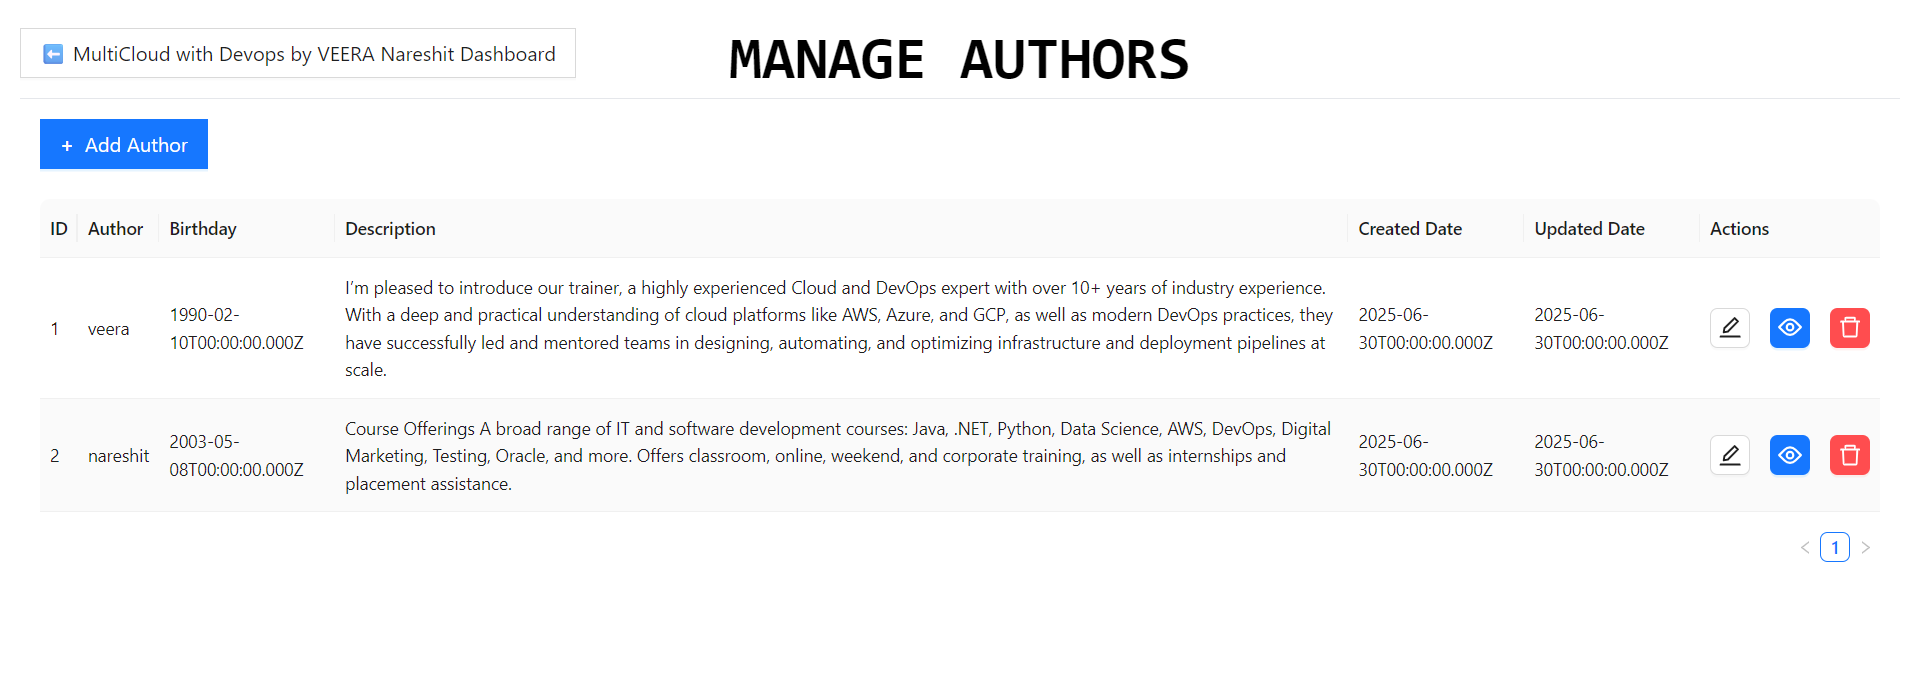 ⬅️ MultiCloud with Devops by VEERA Nareshit Dashboard
MANAGE AUTHORS
+ Add Author
ID Author Birthday Description Created Date Updated Date Actions
1 veera
1990-02-
10T00:00:00.000Z
I’m pleased to introduce our trainer, a highly experienced Cloud and DevOps expert with over 10+ years of industry experience.
With a deep and practical understanding of cloud platforms like AWS, Azure, and GCP, as well as modern DevOps practices, they
have successfully led and mentored teams in designing, automating, and optimizing infrastructure and deployment pipelines at
scale.
2025-06-
30T00:00:00.000Z
2025-06-
30T00:00:00.000Z
2 nareshit
2003-05-
08T00:00:00.000Z
Course Offerings A broad range of IT and software development courses: Java, .NET, Python, Data Science, AWS, DevOps, Digital
Marketing, Testing, Oracle, and more. Offers classroom, online, weekend, and corporate training, as well as internships and
placement assistance.
2025-06-
30T00:00:00.000Z
2025-06-
30T00:00:00.000Z
< 1 >